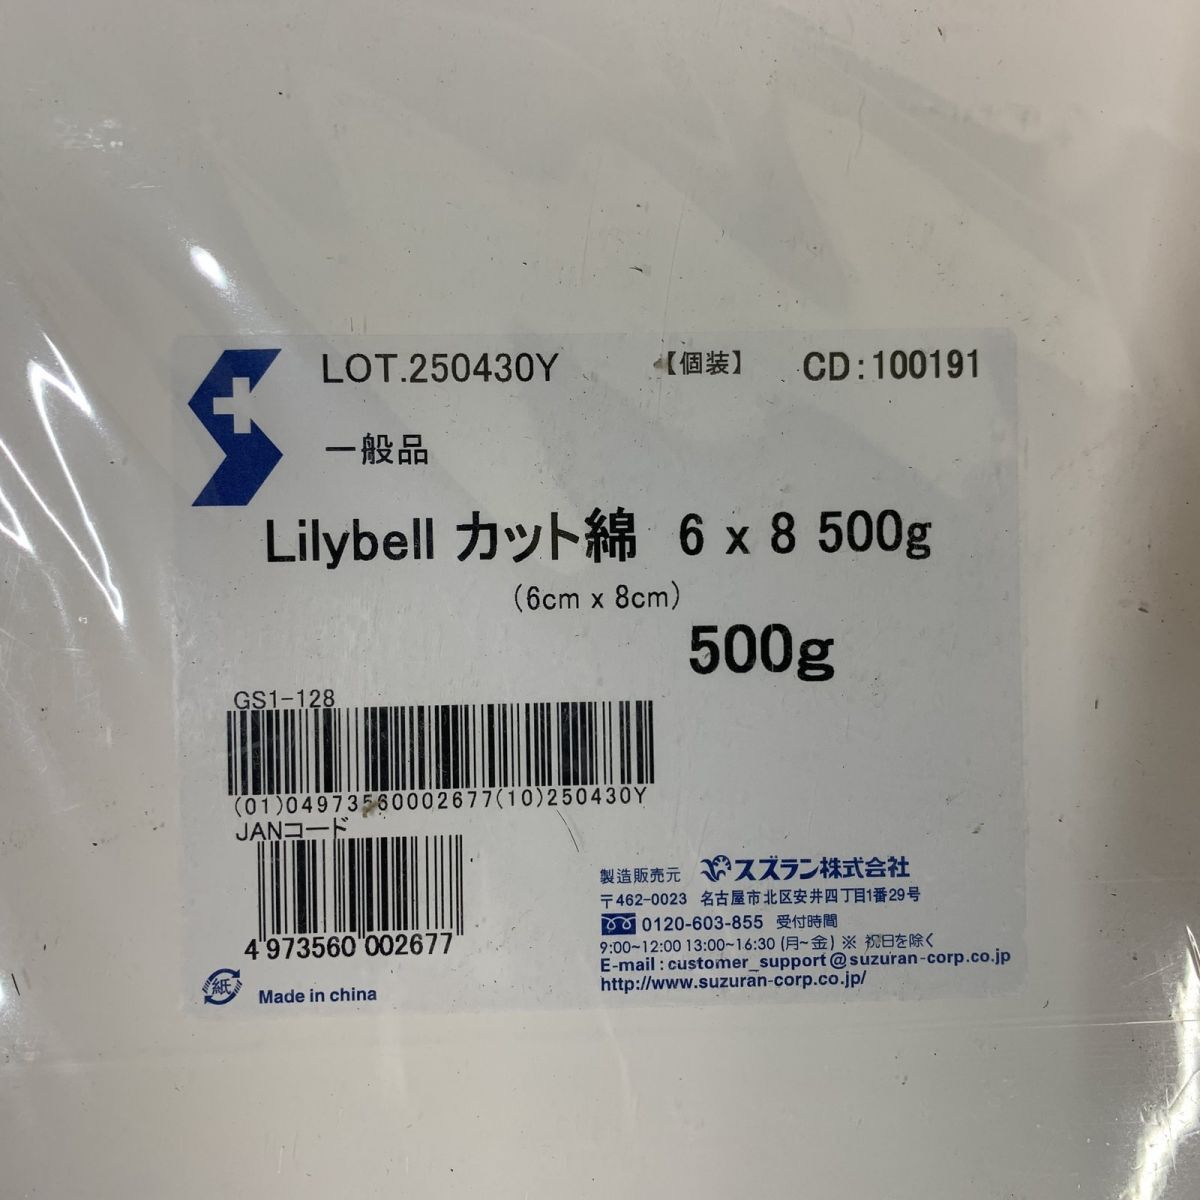 LOT.250430Y 【個装】 CD:100191
一般品
Lilybell カット綿 6 x 8 500g
(6cm x 8cm)
500g
GS1-128
(01)04973560002677(10)250430Y
JANコード
4 973560 002677
紙
Made in china
製造販売元 スズラン株式会社
〒462-0023 名古屋市北区安井四丁目1番29号
0120-603-855 受付時間
9:00~12:00 13:00~16:30 (月~金) ※ 祝日を除く
E-mail:customer_support@suzuran-corp.co.jp
http://www.suzuran-corp.co.jp/